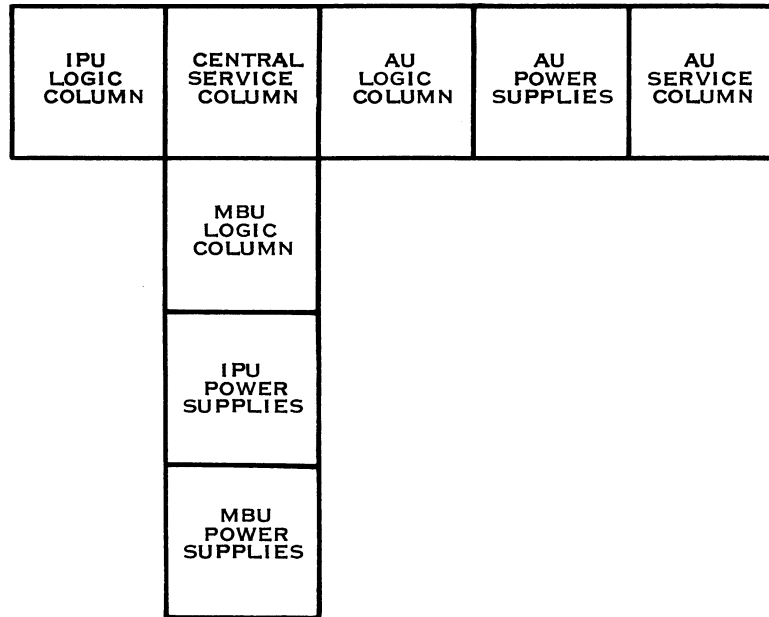 IPU
LOGIC
COLUMN
CENTRAL
SERVICE
COLUMN
AU
LOGIC
COLUMN
AU
POWER
SUPPLIES
AU
SERVICE
COLUMN
MBU
LOGIC
COLUMN
IPU
POWER
SUPPLIES
MBU
POWER
SUPPLIES